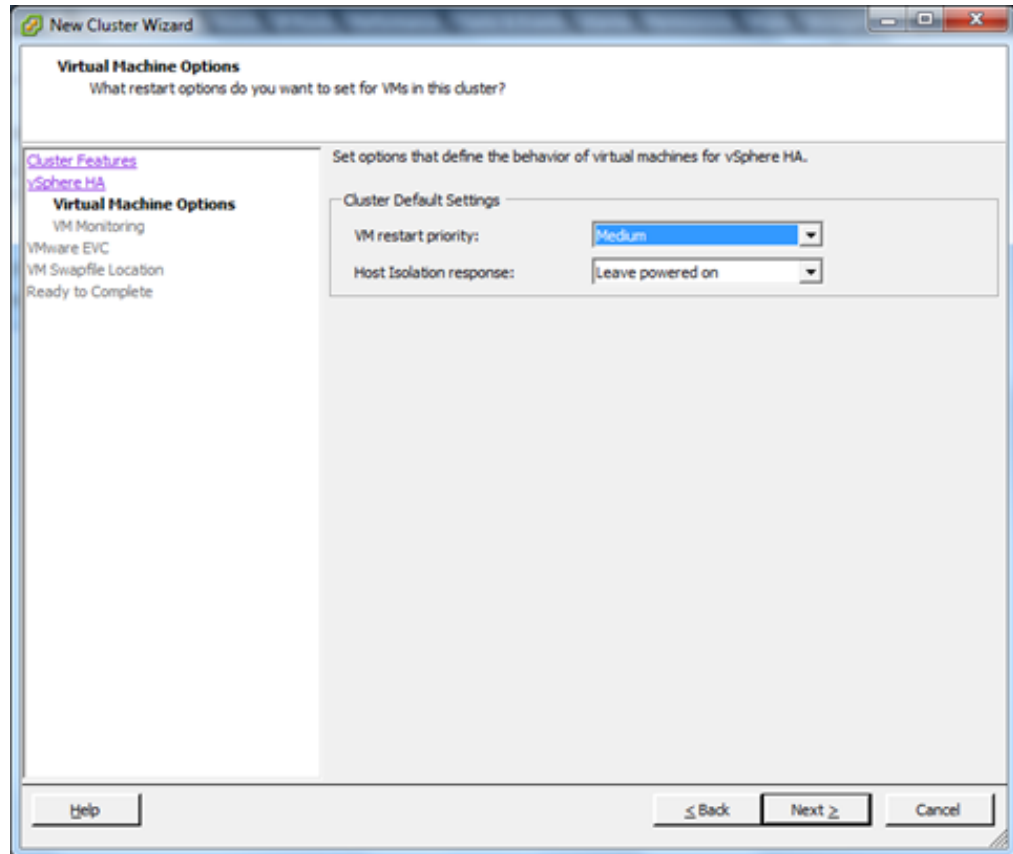 New Cluster Wizard
Virtual Machine Options
What restart options do you want to set for VMs in this cluster?
Cluster Features
vSphere HA
Virtual Machine Options
VM Monitoring
VMware EVC
VM Swapfile Location
Ready to Complete
Set options that define the behavior of virtual machines for vSphere HA.
Cluster Default Settings
VM restart priority: Medium
Host Isolation response: Leave powered on
Help ≤ Back Next ≥ Cancel